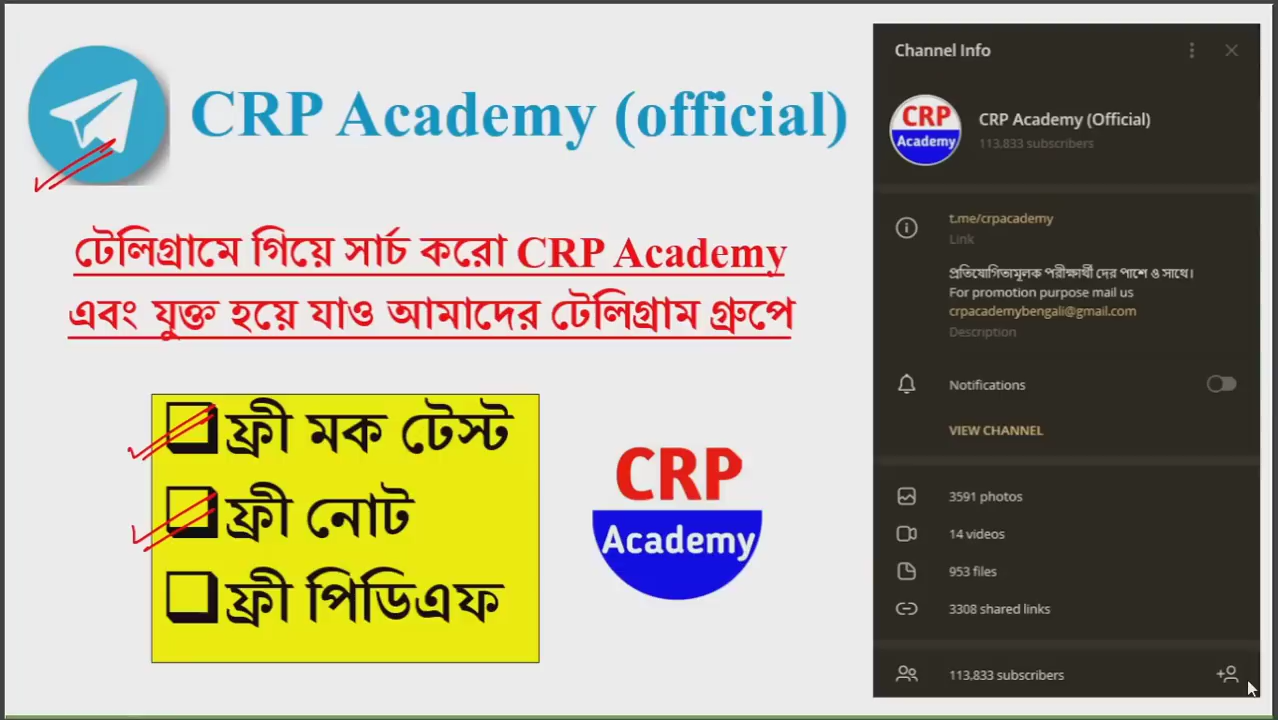 CRP Academy (official)
টেলিগ্রামে গিয়ে সার্চ করো CRP Academy
এবং যুক্ত হয়ে যাও আমাদের টেলিগ্রাম গ্রুপে
ফ্রী মক টেস্ট
ফ্রী নোট
ফ্রী পিডিএফ
CRP
Academy
Channel Info
CRP
Academy
CRP Academy (Official)
113,833 subscribers
t.me/crpacademy
Link
প্রতিযোগিতামূলক পরীক্ষার্থী দের পাশে ও সাথে।
For promotion purpose mail us
crpacademybengali@gmail.com
Description
Notifications
VIEW CHANNEL
3591 photos
14 videos
953 files
3308 shared links
113,833 subscribers